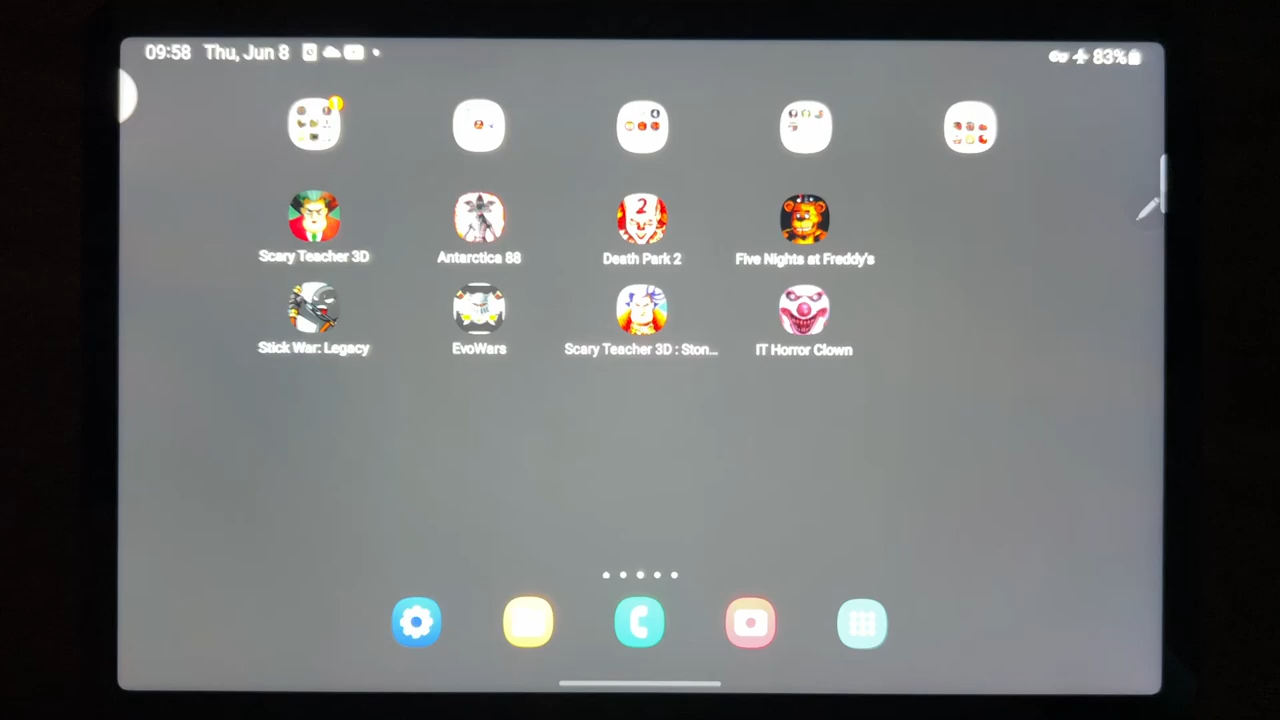 09:58 Thu, Jun 8
83%
Scary Teacher 3D
Antarctica 88
2
Death Park 2
Five Nights at Freddy's
Stick War: Legacy
EvoWars
Scary Teacher 3D : Ston...
IT Horror Clown